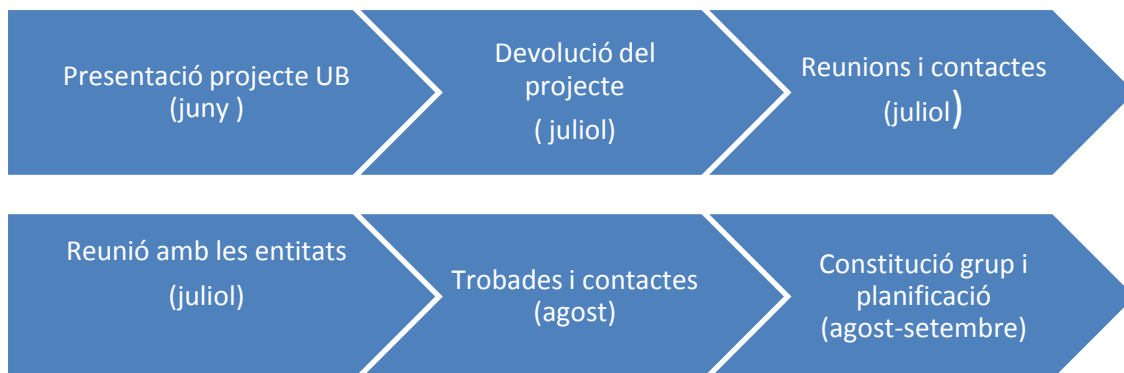 Presentació projecte UB
(juny )
Devolució del
projecte
( juliol)
Reunions i contactes
(juliol)
Reunió amb les entitats
(juliol)
Trobades i contactes
(agost)
Constitució grup i
planificació
(agost-setembre)